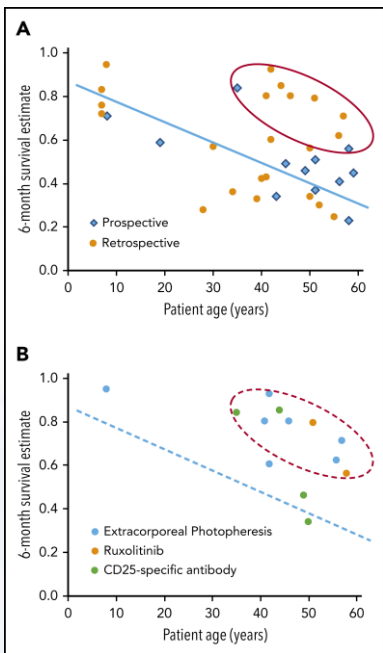 A
1.0
0.8
0.6
0.4
0.2
0.0
6-month survival estimate
Prospective
Retrospective
0 10 20 30 40 50 60
Patient age (years)
B
1.0
0.8
0.6
0.4
0.2
0.0
6-month survival estimate
Extracorporeal Photopheresis
Ruxolitinib
CD25-specific antibody
0 10 20 30 40 50 60
Patient age (years)